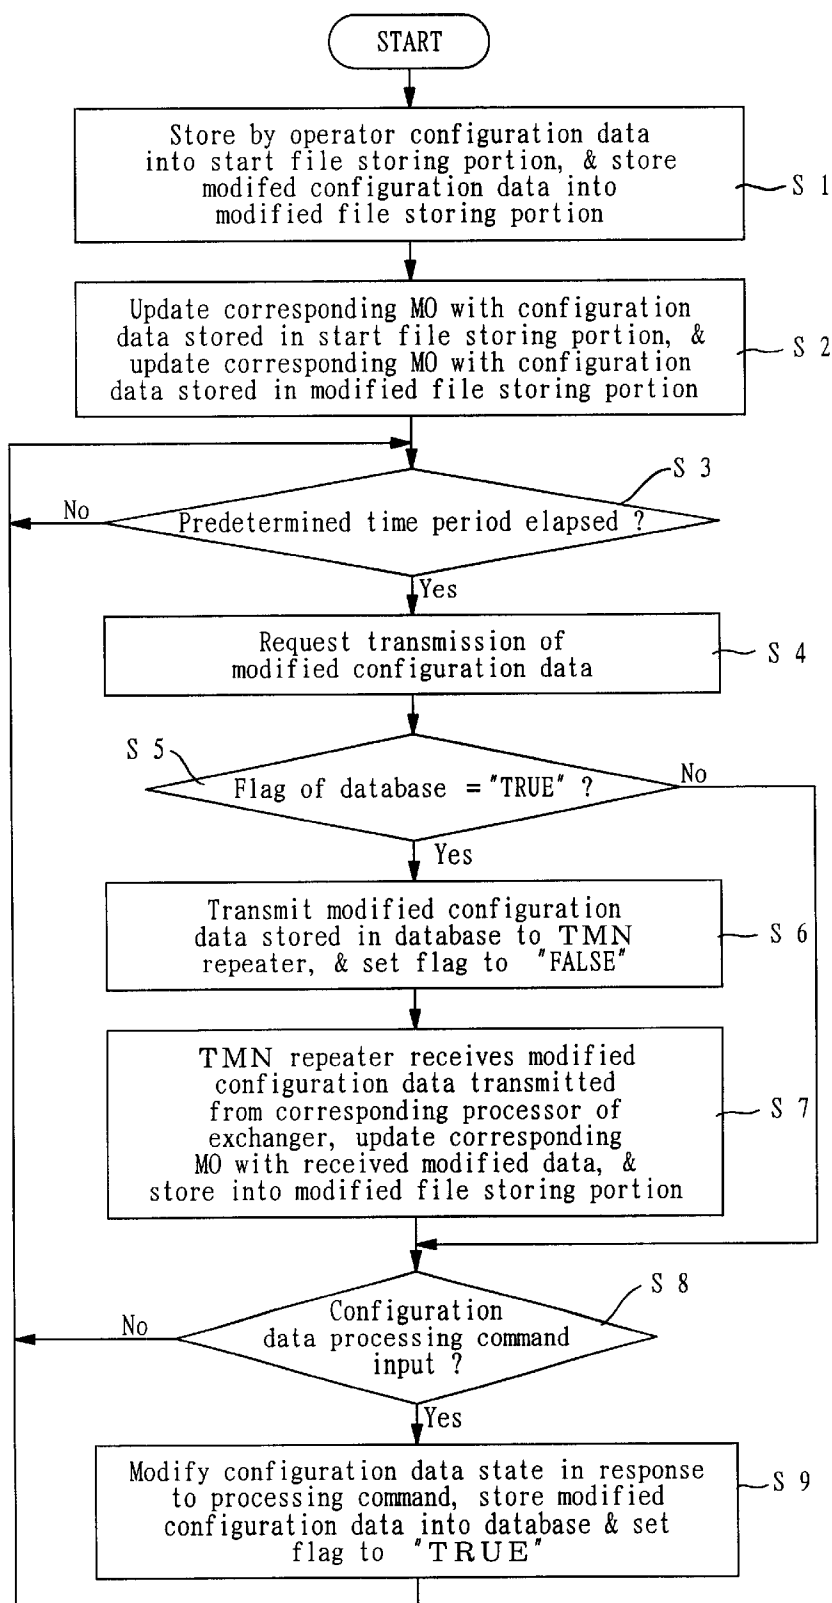 START
Store by operator configuration data
into start file storing portion, & store
modifed configuration data into
modified file storing portion
S 1
Update corresponding MO with configuration
data stored in start file storing portion, &
update corresponding MO with configuration
data stored in modified file storing portion
S 2
S 3
No
Predetermined time period elapsed ?
Yes
Request transmission of
modified configuration data
S 4
S 5
Flag of database = "TRUE" ?
No
Yes
Transmit modified configuration
data stored in database to TMN
repeater, & set flag to "FALSE"
S 6
TMN repeater receives modified
configuration data transmitted
from corresponding processor of
exchanger, update corresponding
MO with received modified data, &
store into modified file storing portion
S 7
S 8
No
Configuration
data processing command
input ?
Yes
Modify configuration data state in response
to processing command, store modified
configuration data into database & set
flag to "TRUE"
S 9